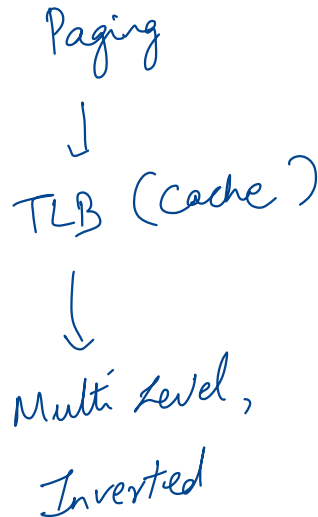 Paging
TLB (Cache)
Multi Level,
Inverted